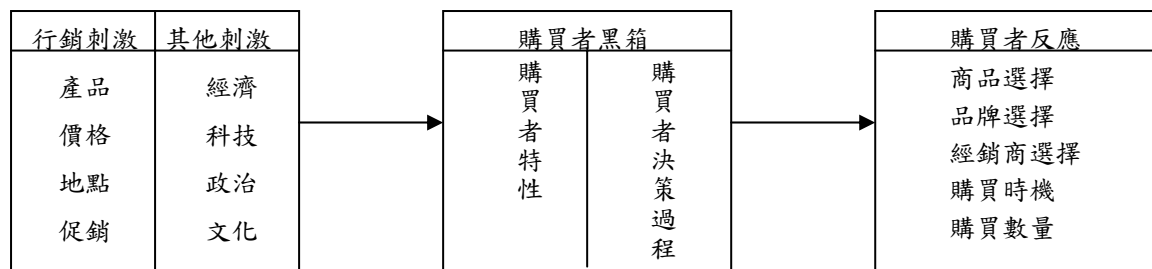 行銷刺激 其他刺激
產品 經濟
價格 科技
地點 政治
促銷 文化
購買者黑箱
購買者特性
購買者決策過程
購買者反應
商品選擇
品牌選擇
經銷商選擇
購買時機
購買數量